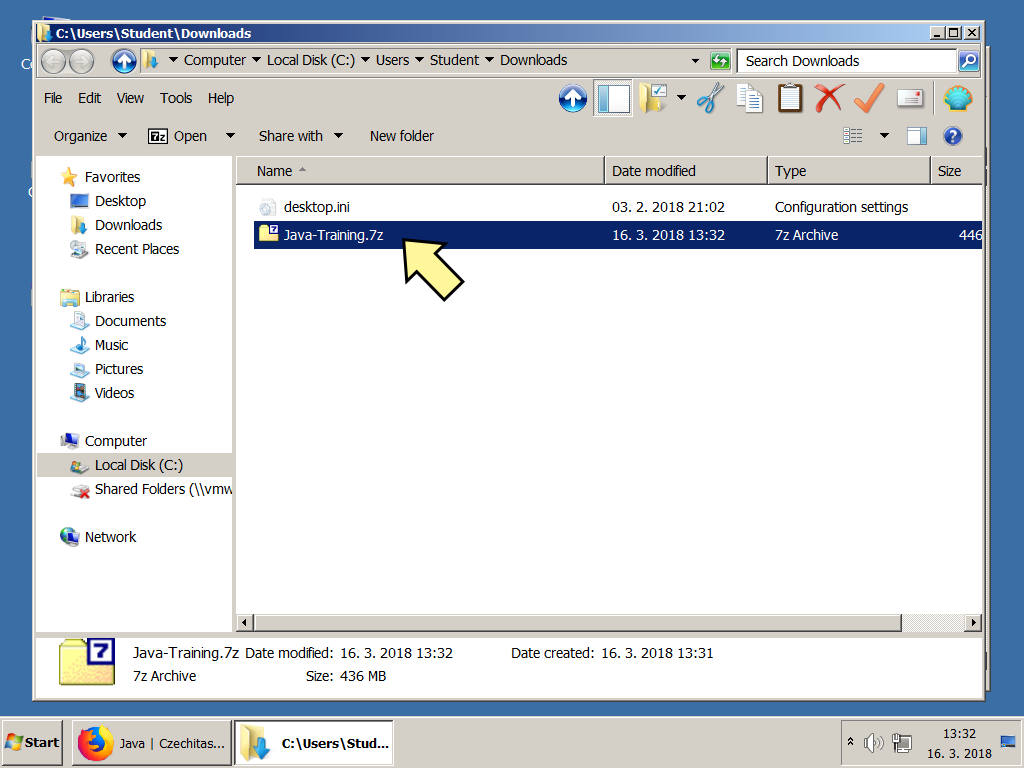 C:\Users\Student\Downloads
Computer Local Disk (C:) Users Student Downloads
Search Downloads
File Edit View Tools Help
Organize 7z Open Share with New folder
Name Date modified Type Size
desktop.ini 03. 2. 2018 21:02 Configuration settings
Java-Training.7z 16. 3. 2018 13:32 7z Archive 446
Favorites
Desktop
Downloads
Recent Places
Libraries
Documents
Music
Pictures
Videos
Computer
Local Disk (C:)
Shared Folders (\\vmw
Network
7
Java-Training.7z Date modified: 16. 3. 2018 13:32 Date created: 16. 3. 2018 13:31
7z Archive Size: 436 MB
Start Java | Czechitas... C:\Users\Stud... 13:32
16. 3. 2018